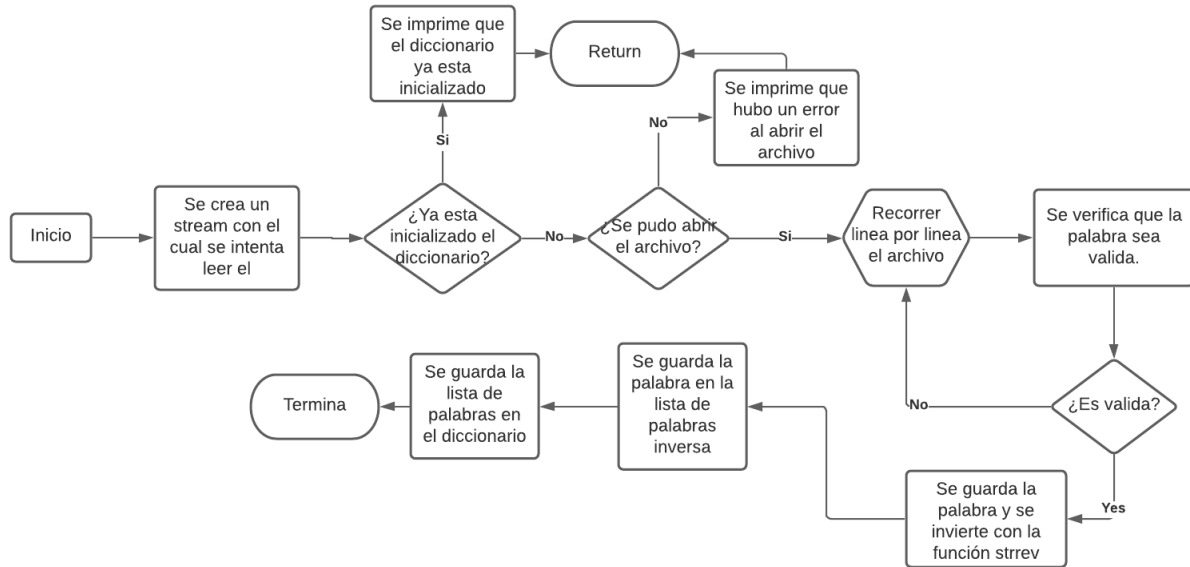 Inicio
Se crea un
stream con el
cual se intenta
leer el
¿Ya esta
inicializado el
diccionario?
Si
Se imprime que
el diccionario
ya esta
inicializado
Return
No
¿Se pudo abrir
el archivo?
No
Se imprime que
hubo un error
al abrir el
archivo
Si
Recorrer
linea por linea
el archivo
Se verifica que la
palabra sea
valida.
¿Es valida?
No
Yes
Se guarda la
palabra y se
invierte con la
función strrev
Se guarda la
palabra en la
lista de
palabras
inversa
Se guarda la
lista de
palabras en
el diccionario
Termina